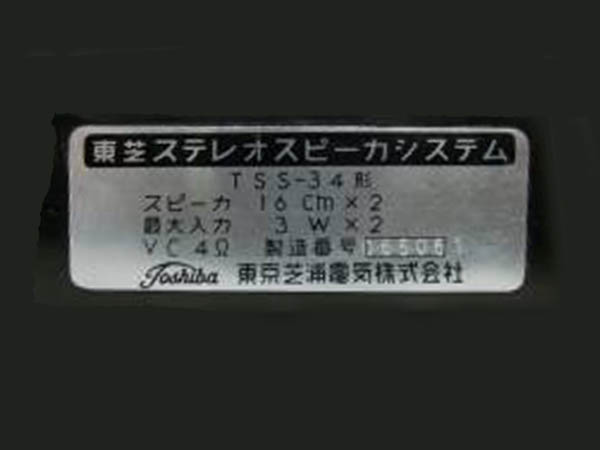 東芝ステレオスピーカシステム
TSS-34形
スピーカ 16Cm×2
最大入力 3W×2
VC4Ω 製造番号
Toshiba 東京芝浦電気株式会社